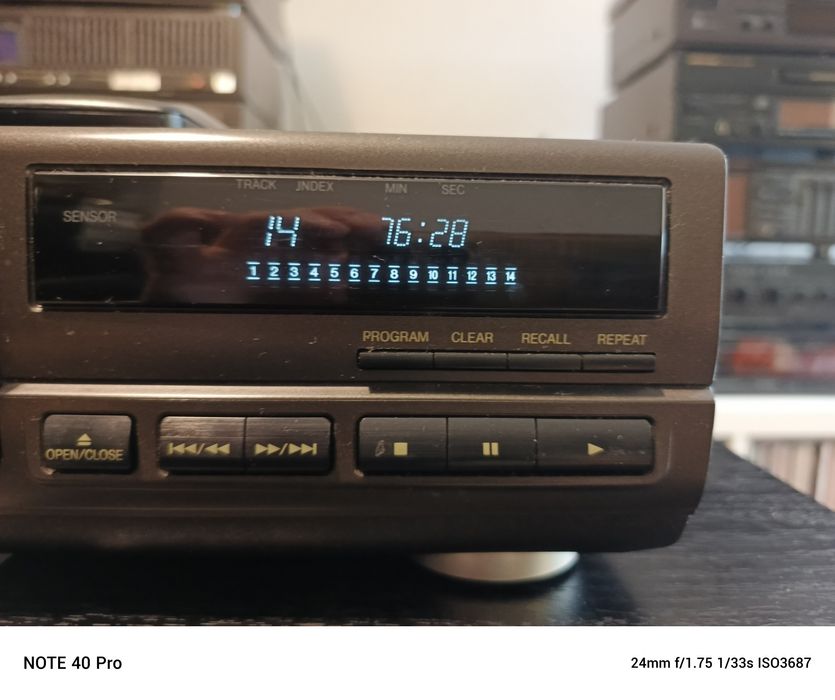 TRACK INDEX MIN SEC
SENSOR
14 76:28
1 2 3 4 5 6 7 8 9 10 11 12 13 14
PROGRAM CLEAR RECALL REPEAT
OPEN/CLOSE
NOTE 40 Pro
24mm f/1.75 1/33s ISO3687